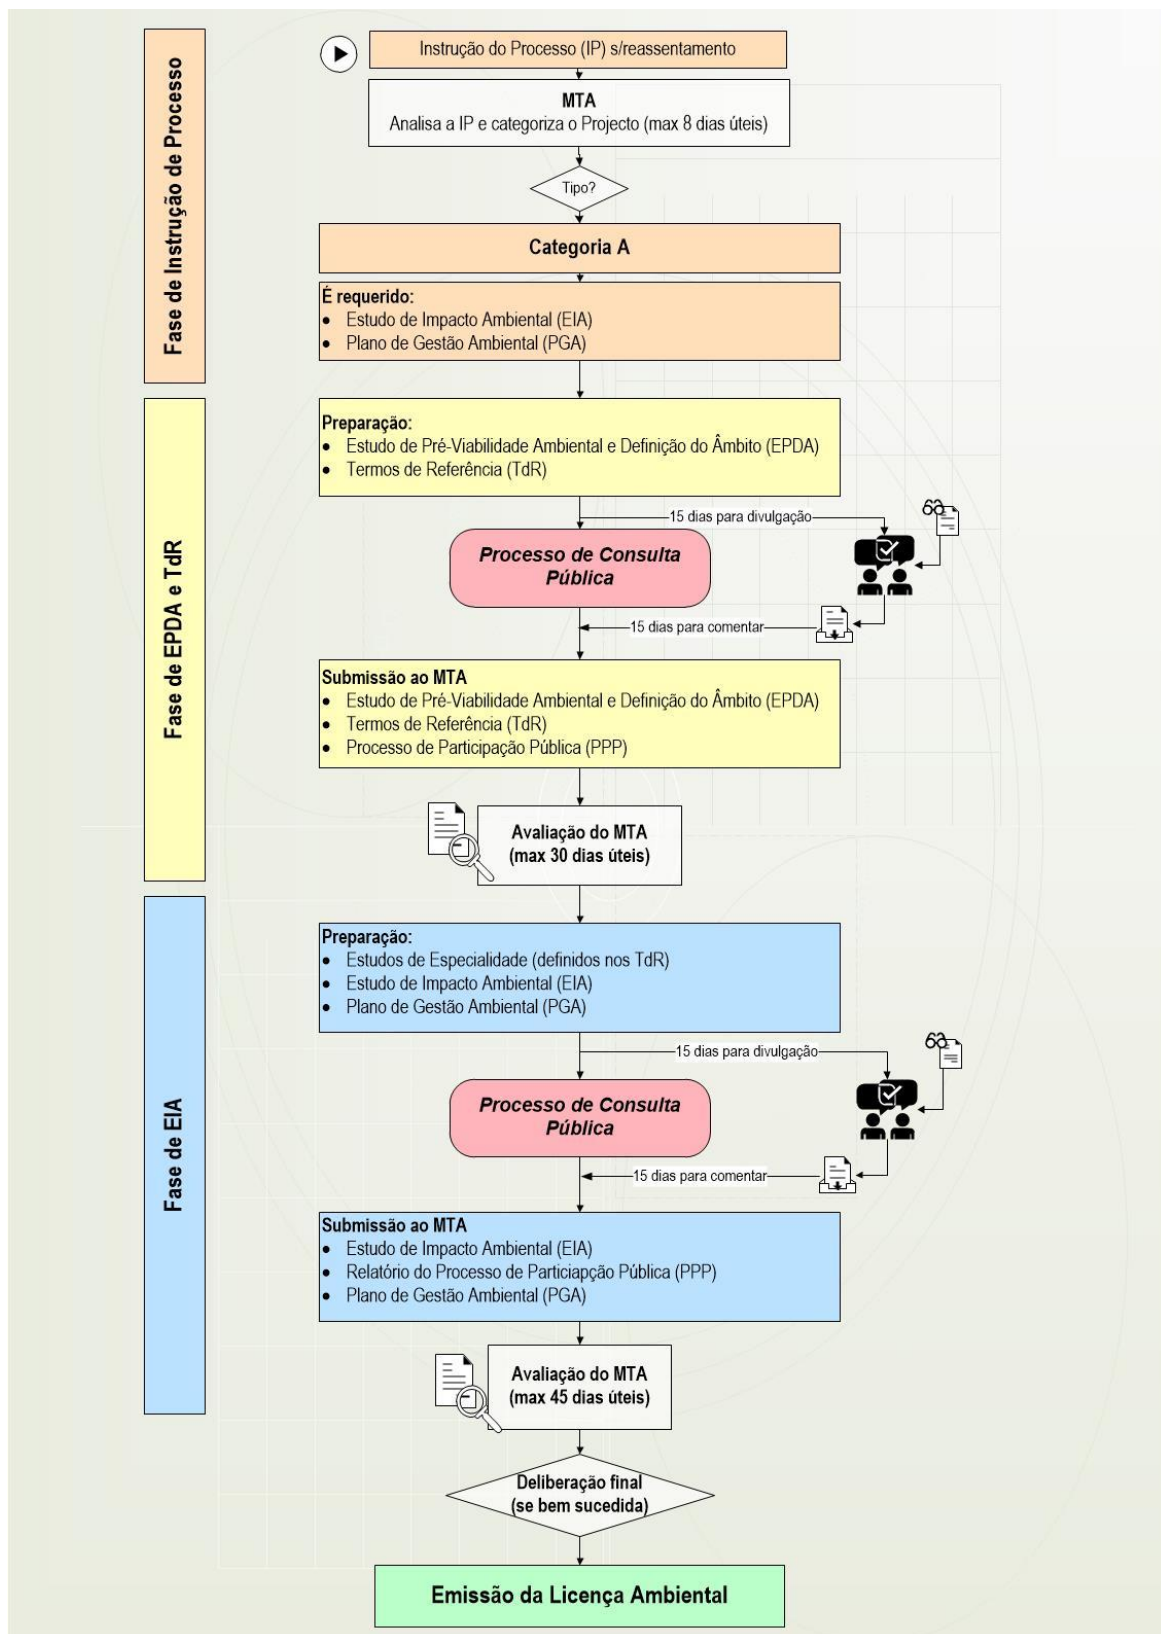 Fase de Instrução de Processo
Instrução do Processo (IP) s/reassentamento
MTA
Analisa a IP e categoriza o Projecto (max 8 dias úteis)
Tipo?
Categoria A
É requerido:
• Estudo de Impacto Ambiental (EIA)
• Plano de Gestão Ambiental (PGA)
Fase de EPDA e TdR
Preparação:
• Estudo de Pré-Viabilidade Ambiental e Definição do Âmbito (EPDA)
• Termos de Referência (TdR)
15 dias para divulgação
Processo de Consulta
Pública
15 dias para comentar
Submissão ao MTA
• Estudo de Pré-Viabilidade Ambiental e Definição do Âmbito (EPDA)
• Termos de Referência (TdR)
• Processo de Participação Pública (PPP)
Avaliação do MTA
(max 30 dias úteis)
Fase de EIA
Preparação:
• Estudos de Especialidade (definidos nos TdR)
• Estudo de Impacto Ambiental (EIA)
• Plano de Gestão Ambiental (PGA)
15 dias para divulgação
Processo de Consulta
Pública
15 dias para comentar
Submissão ao MTA
• Estudo de Impacto Ambiental (EIA)
• Relatório do Processo de Particiapção Pública (PPP)
• Plano de Gestão Ambiental (PGA)
Avaliação do MTA
(max 45 dias úteis)
Deliberação final
(se bem sucedida)
Emissão da Licença Ambiental